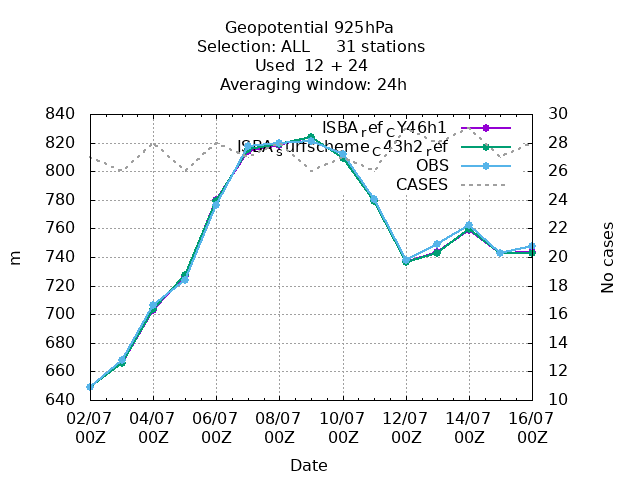 Geopotential 925hPa
Selection: ALL 31 stations
Used 12 + 24
Averaging window: 24h
840
820
800
780
760
740
720
700
680
660
640
30
28
26
24
22
20
18
16
14
12
10
ISBA_ref_CY46h1
ISBA_surfscheme_c43h2_ref
OBS
CASES
m
No cases
02/07 04/07 06/07 08/07 10/07 12/07 14/07 16/07
00Z 00Z 00Z 00Z 00Z 00Z 00Z 00Z
Date